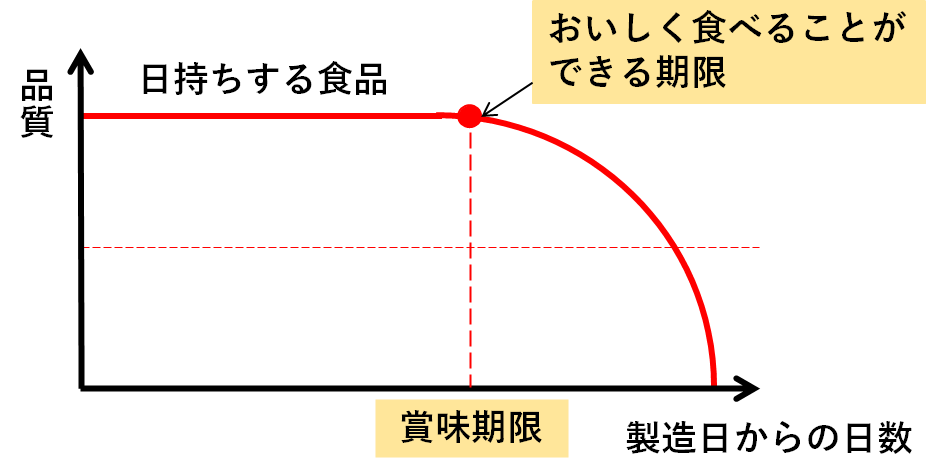 おいしく食べることが
できる期限
日持ちする食品
品
質
賞味期限
製造日からの日数